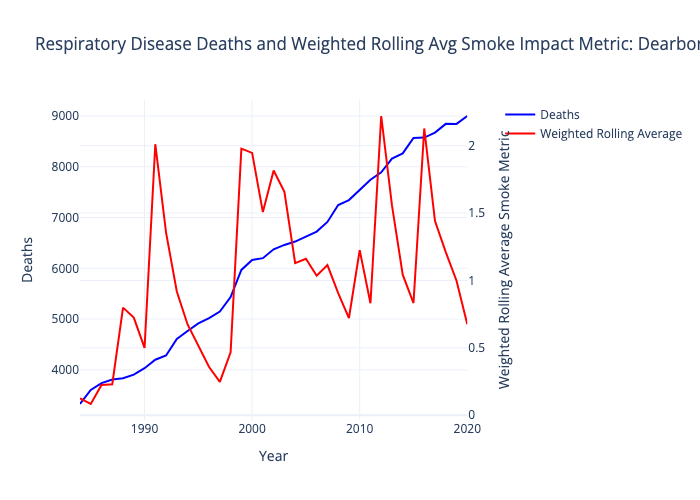 Respiratory Disease Deaths and Weighted Rolling Avg Smoke Impact Metric: Dearbor
Deaths
Weighted Rolling Average
9000
8000
7000
6000
5000
4000
2
1.5
1
0.5
0
1990
2000
2010
2020
Year
Deaths
Weighted Rolling Average Smoke Metric